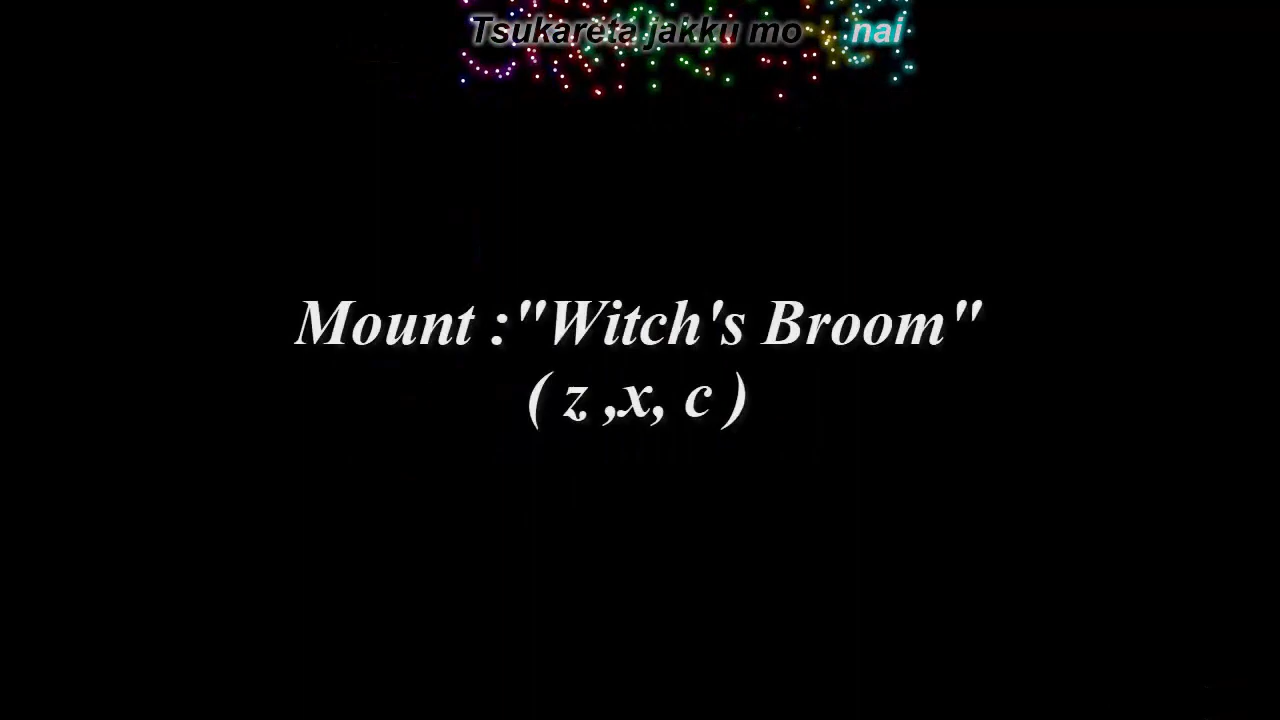 Tsukareta jakku mo nai
Mount :"Witch's Broom"
( z ,x, c )